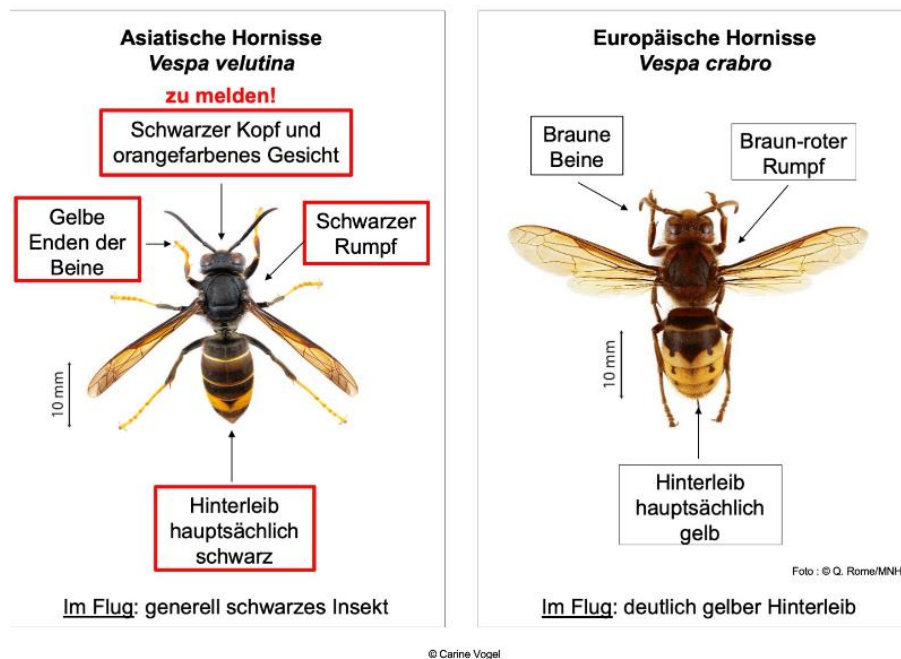 Asiatische Hornisse
Vespa velutina
zu melden!
Schwarzer Kopf und
orangefarbenes Gesicht
Gelbe
Enden der
Beine
Schwarzer
Rumpf
10 mm
Hinterleib
hauptsächlich
schwarz
Im Flug: generell schwarzes Insekt
Europäische Hornisse
Vespa crabro
Braune
Beine
Braun-roter
Rumpf
10 mm
Hinterleib
hauptsächlich
gelb
Foto : © Q. Rome/MNH
Im Flug: deutlich gelber Hinterleib
© Carine Vogel